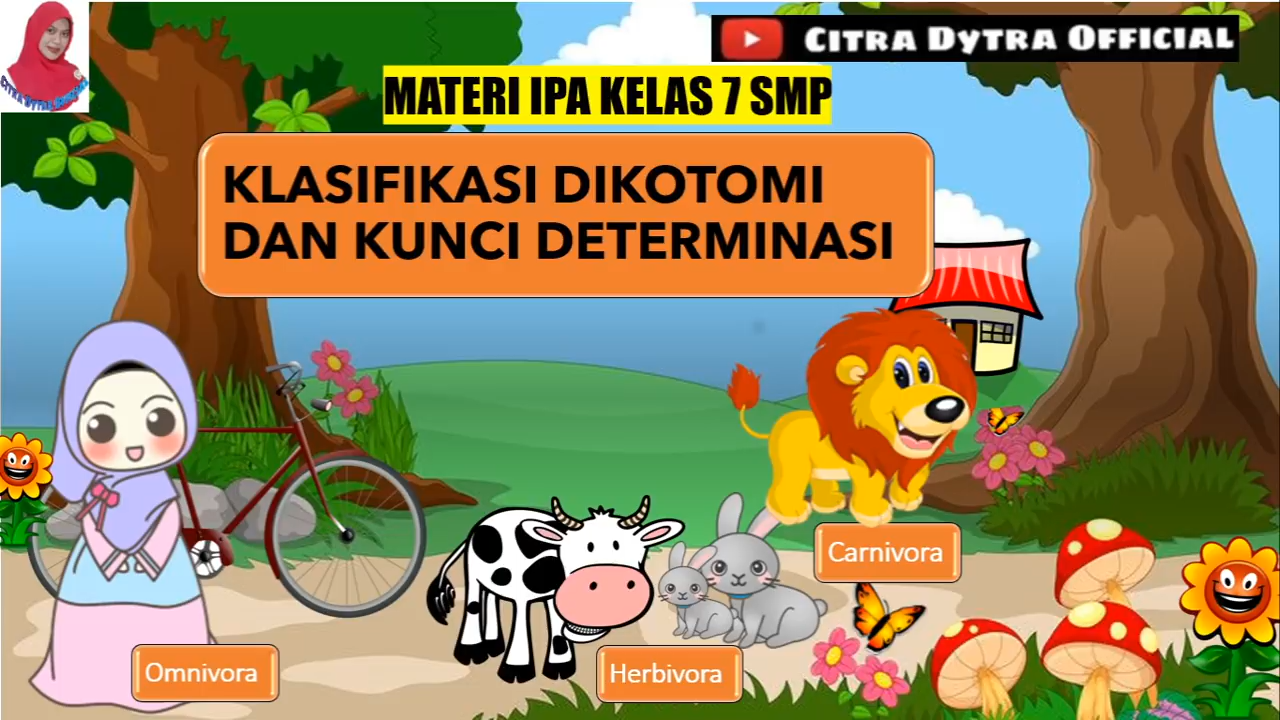 CITRA DYTRA OFFICIAL
MATERI IPA KELAS 7 SMP
KLASIFIKASI DIKOTOMI
DAN KUNCI DETERMINASI
Carnivora
Omnivora
Herbivora